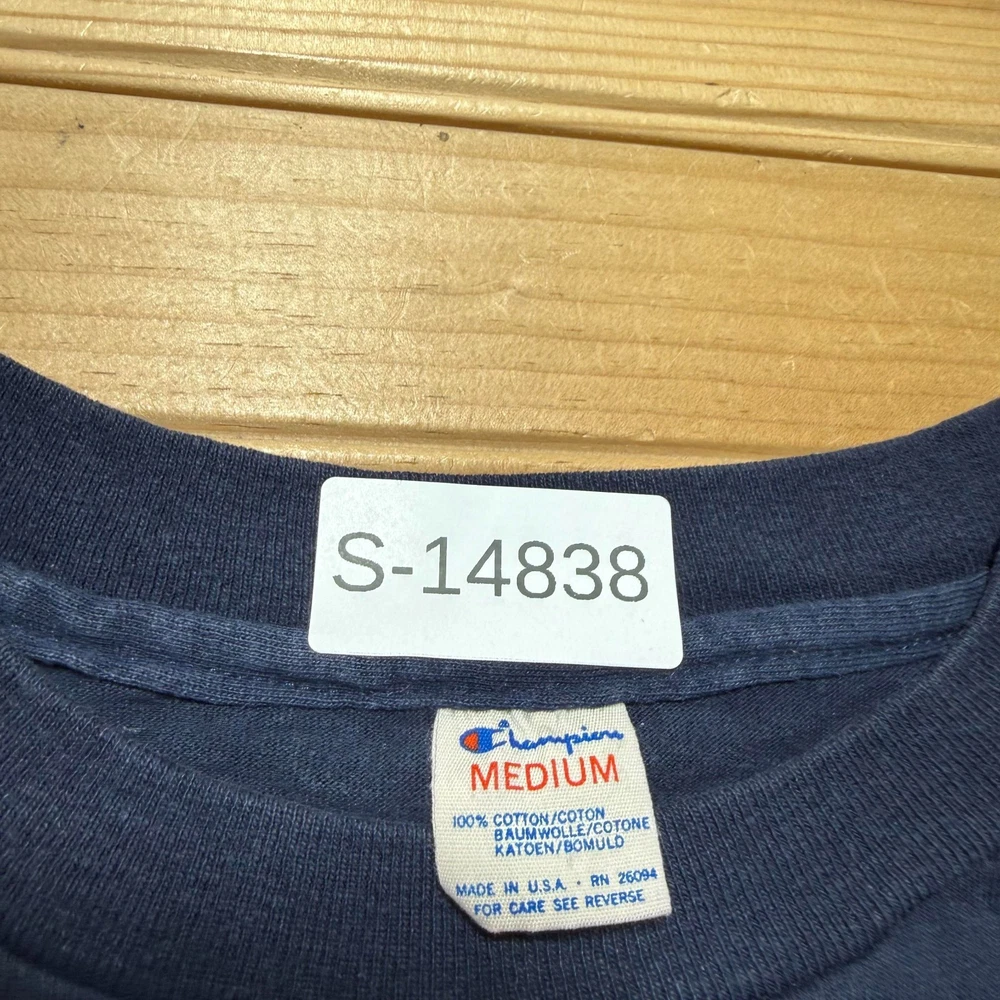 S-14838
Champion
MEDIUM
100% COTTON/COTON
BAUMWOLLE/COTONE
KATOEN/BOMULD
MADE IN U.S.A. · RN 26094
FOR CARE SEE REVERSE